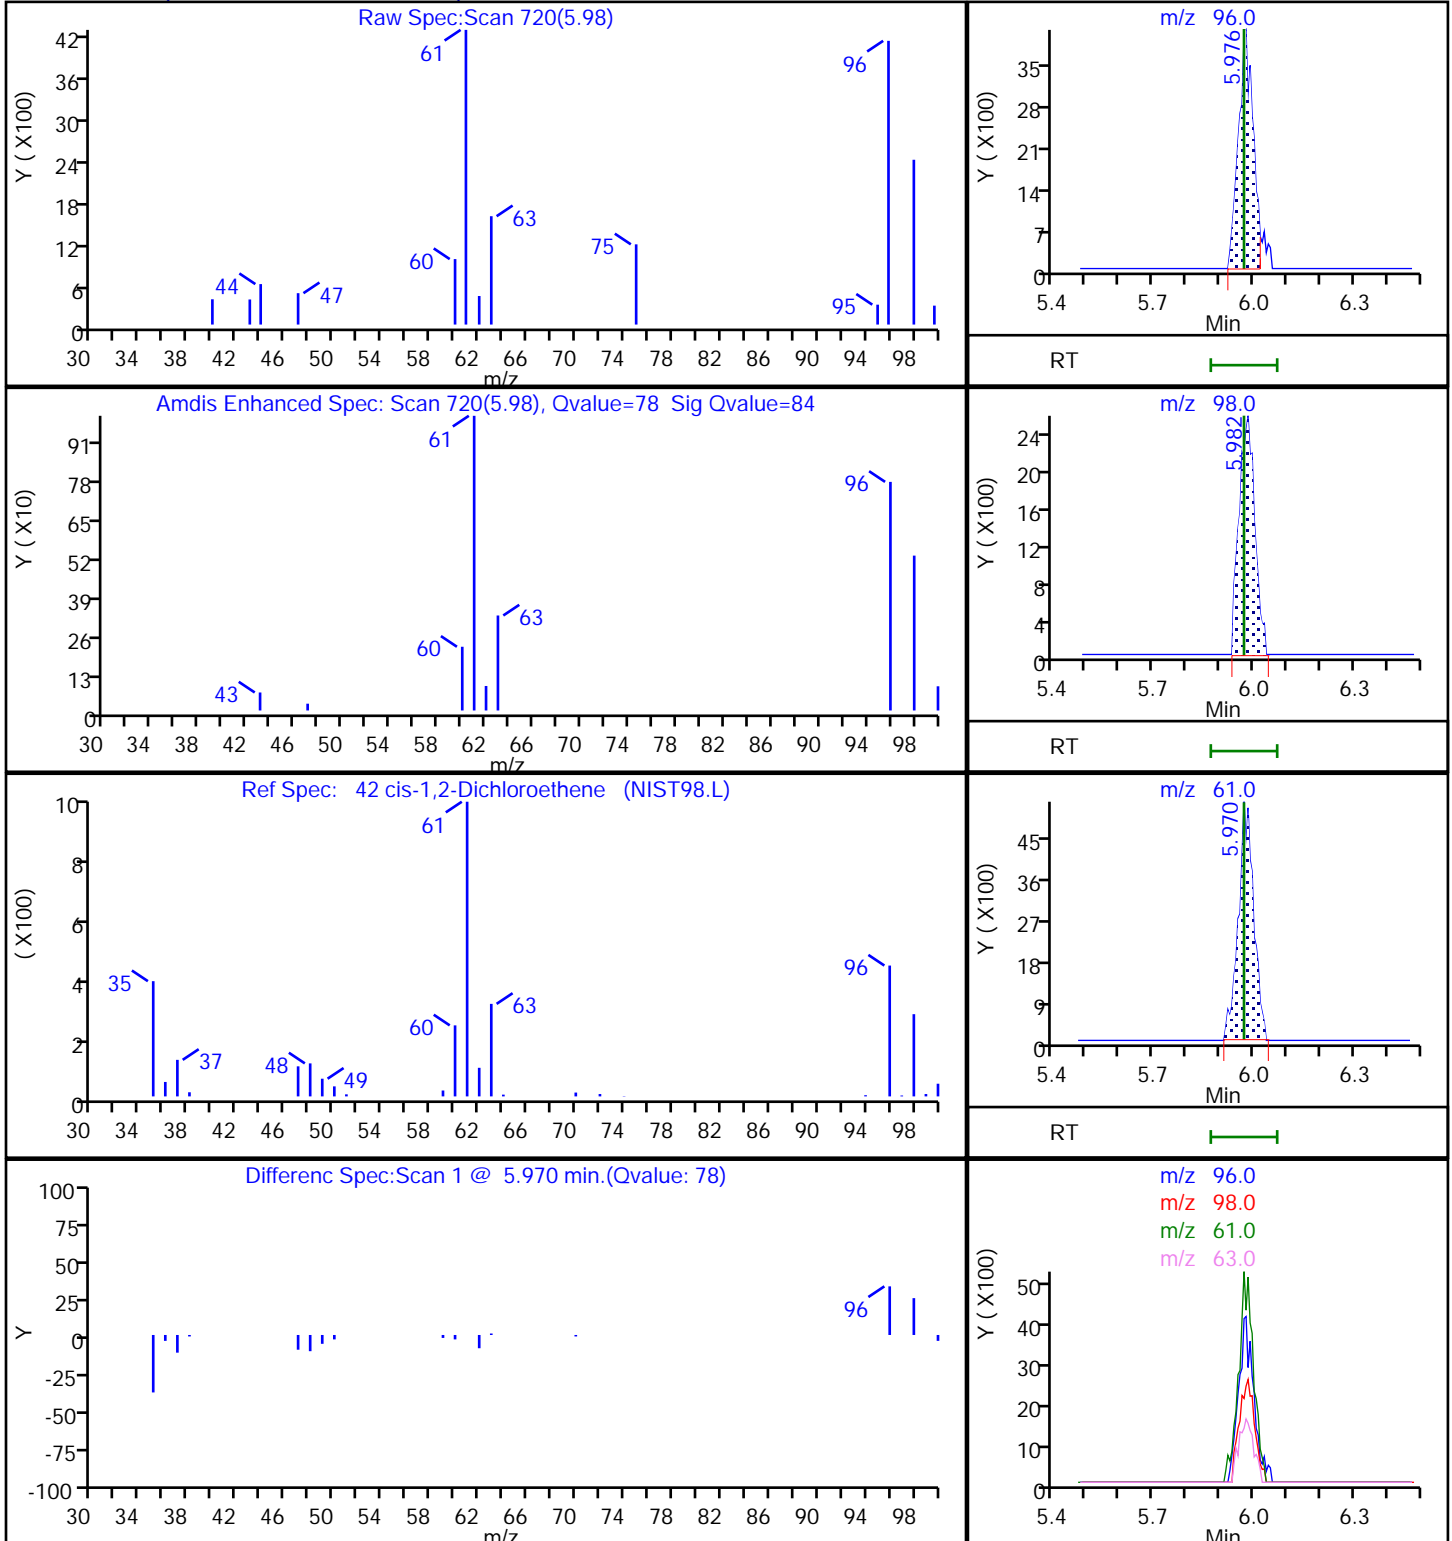 Raw Spec:Scan 720(5.98)
Y ( X100)
42
36
30
24
18
12
6
0
61
96
63
75
60
44
47
95
30 34 38 42 46 50 54 58 62 66 70 74 78 82 86 90 94 98
m/z
m/z 96.0
Y ( X100)
35
28
21
14
7
0
5.976
5.4 5.7 6.0 6.3
Min
RT
Amdis Enhanced Spec: Scan 720(5.98), Qvalue=78 Sig Qvalue=84
Y ( X10)
91
78
65
52
39
26
13
0
61
96
63
60
43
30 34 38 42 46 50 54 58 62 66 70 74 78 82 86 90 94 98
m/z
m/z 98.0
Y ( X100)
24
20
16
12
8
4
0
5.982
5.4 5.7 6.0 6.3
Min
RT
Ref Spec: 42 cis-1,2-Dichloroethene (NIST98.L)
( X100)
10
8
6
4
2
0
61
96
35
63
60
37
48
49
30 34 38 42 46 50 54 58 62 66 70 74 78 82 86 90 94 98
m/z 61.0
Y ( X100)
45
36
27
18
9
0
5.970
5.4 5.7 6.0 6.3
Min
RT
Differenc Spec:Scan 1 @ 5.970 min.(Qvalue: 78)
Y
100
75
50
25
0
-25
-50
-75
-100
96
30 34 38 42 46 50 54 58 62 66 70 74 78 82 86 90 94 98
m/z
m/z 96.0
m/z 98.0
m/z 61.0
m/z 63.0
Y ( X100)
50
40
30
20
10
0
5.4 5.7 6.0 6.3
Min